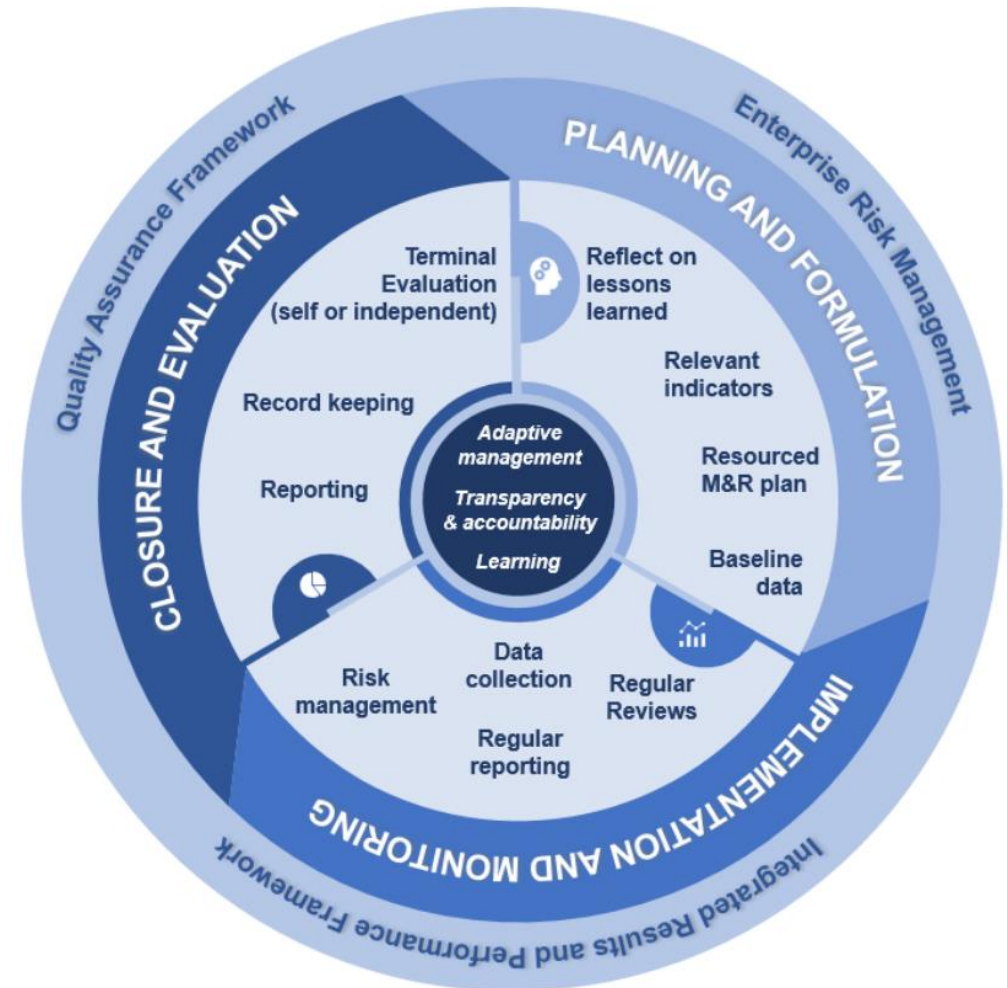 Quality Assurance Framework
Enterprise Risk Management
Integrated Results and Performance Framework
CLOSURE AND EVALUATION
PLANNING AND FORMULATION
IMPLEMENTATION AND MONITORING
Terminal
Evaluation
(self or independent)
Record keeping
Reporting
Reflect on
lessons
learned
Relevant
indicators
Resourced
M&R plan
Baseline
data
Adaptive
management
Transparency
& accountability
Learning
Risk
management
Data
collection
Regular
reporting
Regular
Reviews